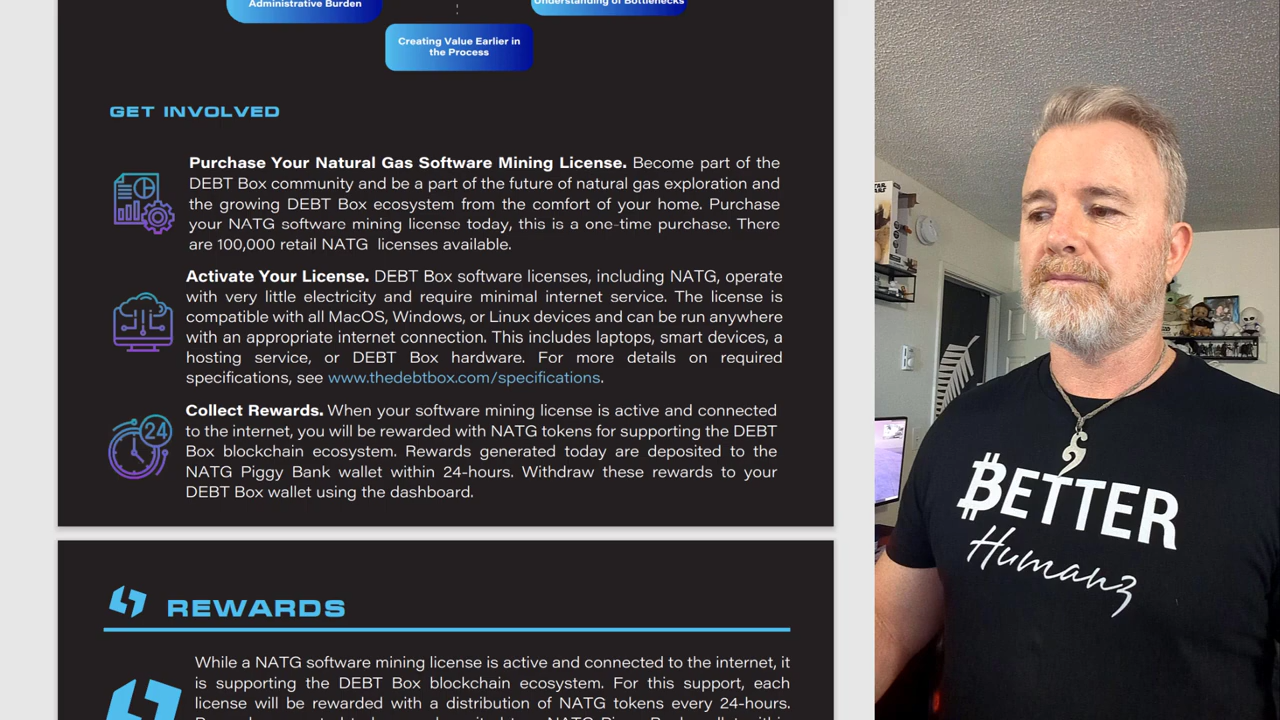 Administrative Burden
Understanding of Bottlenecks
Creating Value Earlier in
the Process
GET INVOLVED
Purchase Your Natural Gas Software Mining License. Become part of the
DEBT Box community and be a part of the future of natural gas exploration and
the growing DEBT Box ecosystem from the comfort of your home. Purchase
your NATG software mining license today, this is a one-time purchase. There
are 100,000 retail NATG licenses available.
Activate Your License. DEBT Box software licenses, including NATG, operate
with very little electricity and require minimal internet service. The license is
compatible with all MacOS, Windows, or Linux devices and can be run anywhere
with an appropriate internet connection. This includes laptops, smart devices, a
hosting service, or DEBT Box hardware. For more details on required
specifications, see www.thedebtbox.com/specifications.
24
Collect Rewards. When your software mining license is active and connected
to the internet, you will be rewarded with NATG tokens for supporting the DEBT
Box blockchain ecosystem. Rewards generated today are deposited to the
NATG Piggy Bank wallet within 24-hours. Withdraw these rewards to your
DEBT Box wallet using the dashboard.
REWARDS
While a NATG software mining license is active and connected to the internet, it
is supporting the DEBT Box blockchain ecosystem. For this support, each
license will be rewarded with a distribution of NATG tokens every 24-hours.
STAR
WARS
₿ETTER
Humanz